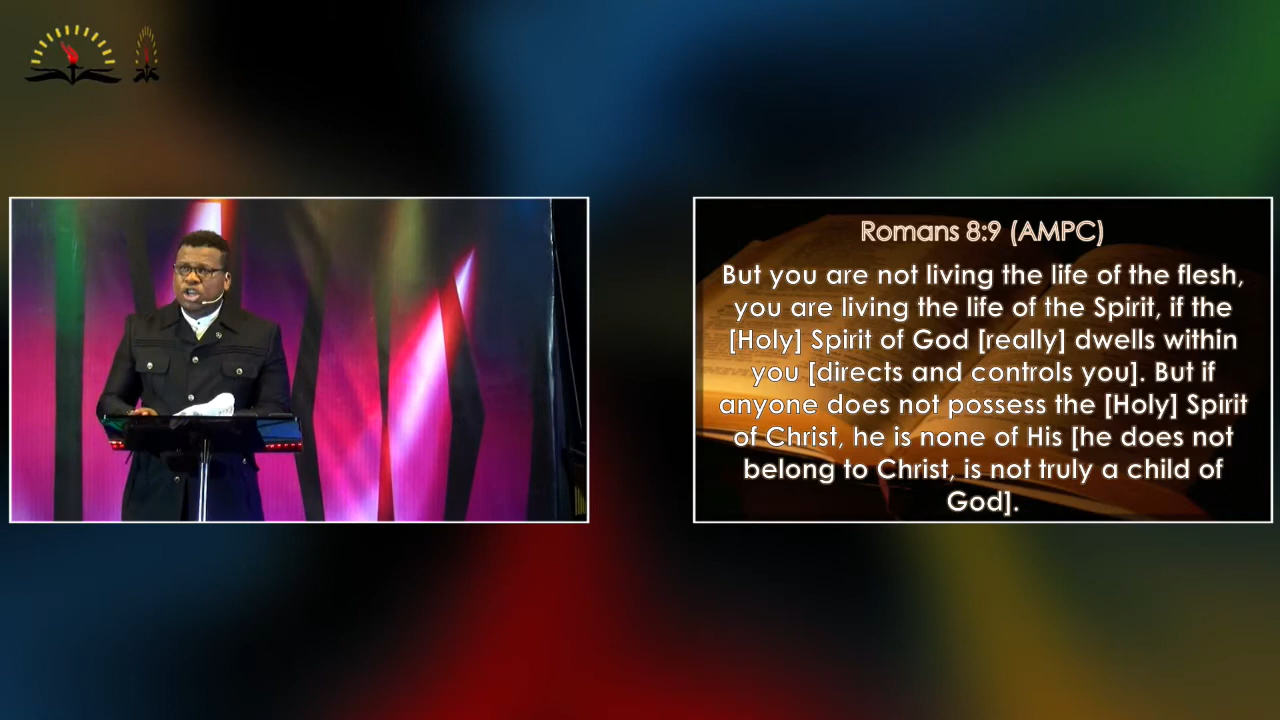 Romans 8:9 (AMPC)
But you are not living the life of the flesh,
you are living the life of the Spirit, if the
[Holy] Spirit of God [really] dwells within
you [directs and controls you]. But if
anyone does not possess the [Holy] Spirit
of Christ, he is none of His [he does not
belong to Christ, is not truly a child of
God].